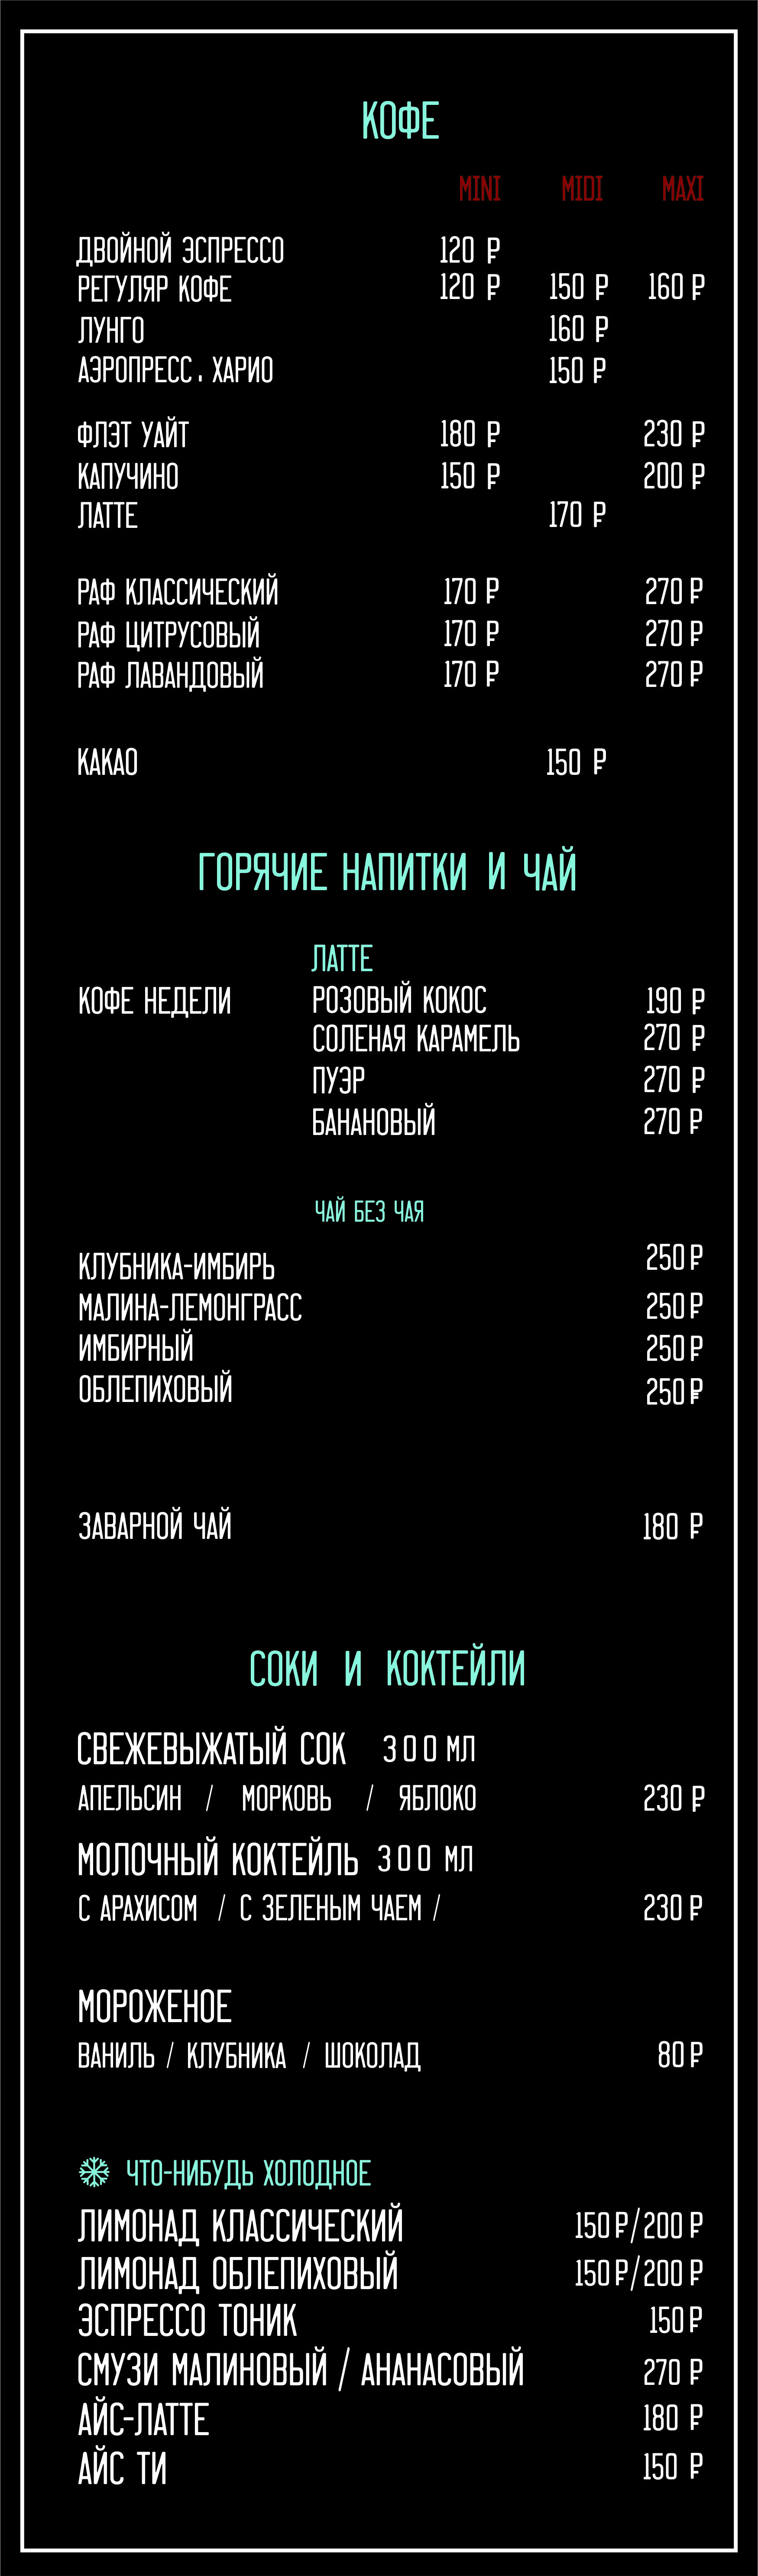 КОФЕ
MINI MIDI MAXI
ДВОЙНОЙ ЭСПРЕССО 120 ₽
РЕГУЛЯР КОФЕ 120 ₽ 150 ₽ 160 ₽
ЛУНГО 160 ₽
АЭРОПРЕСС. ХАРИО 150 ₽
ФЛЭТ УАЙТ 180 ₽ 230 ₽
КАПУЧИНО 150 ₽ 200 ₽
ЛАТТЕ 170 ₽
РАФ КЛАССИЧЕСКИЙ 170 ₽ 270 ₽
РАФ ЦИТРУСОВЫЙ 170 ₽ 270 ₽
РАФ ЛАВАНДОВЫЙ 170 ₽ 270 ₽
КАКАО 150 ₽
ГОРЯЧИЕ НАПИТКИ И ЧАЙ
ЛАТТЕ
КОФЕ НЕДЕЛИ РОЗОВЫЙ КОКОС 190 ₽
СОЛЕНАЯ КАРАМЕЛЬ 270 ₽
ПУЭР 270 ₽
БАНАНОВЫЙ 270 ₽
ЧАЙ БЕЗ ЧАЯ
КЛУБНИКА-ИМБИРЬ 250 ₽
МАЛИНА-ЛЕМОНГРАСС 250 ₽
ИМБИРНЫЙ 250 ₽
ОБЛЕПИХОВЫЙ 250 ₽
ЗАВАРНОЙ ЧАЙ 180 ₽
СОКИ И КОКТЕЙЛИ
СВЕЖЕВЫЖАТЫЙ СОК 300 МЛ
АПЕЛЬСИН / МОРКОВЬ / ЯБЛОКО 230 ₽
МОЛОЧНЫЙ КОКТЕЙЛЬ 300 МЛ
С АРАХИСОМ / С ЗЕЛЕНЫМ ЧАЕМ / 230 ₽
МОРОЖЕНОЕ
ВАНИЛЬ / КЛУБНИКА / ШОКОЛАД 80 ₽
ЧТО-НИБУДЬ ХОЛОДНОЕ
ЛИМОНАД КЛАССИЧЕСКИЙ 150 ₽/200 ₽
ЛИМОНАД ОБЛЕПИХОВЫЙ 150 ₽/200 ₽
ЭСПРЕССО ТОНИК 150 ₽
СМУЗИ МАЛИНОВЫЙ / АНАНАСОВЫЙ 270 ₽
АЙС-ЛАТТЕ 180 ₽
АЙС ТИ 150 ₽